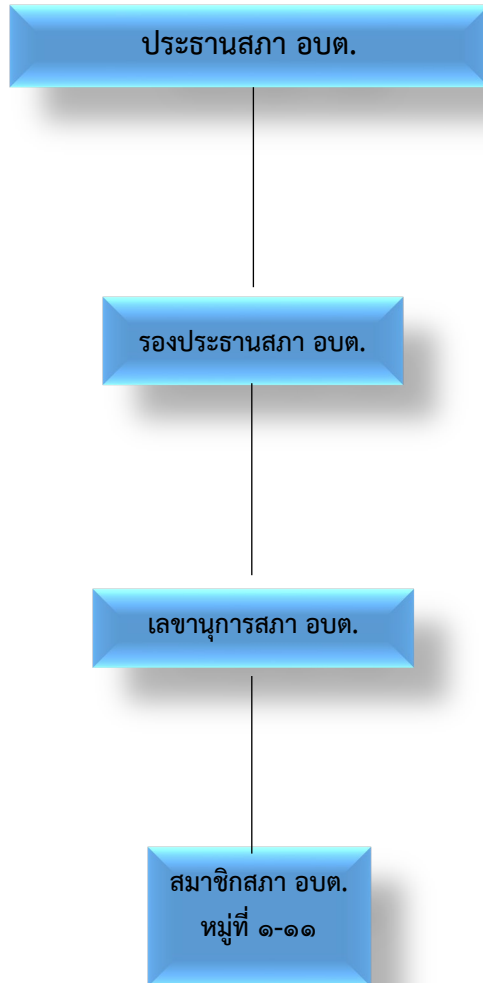 ประธานสภา อบต.
รองประธานสภา อบต.
เลขานุการสภา อบต.
สมาชิกสภา อบต.
หมู่ที่ ๑-๑๑